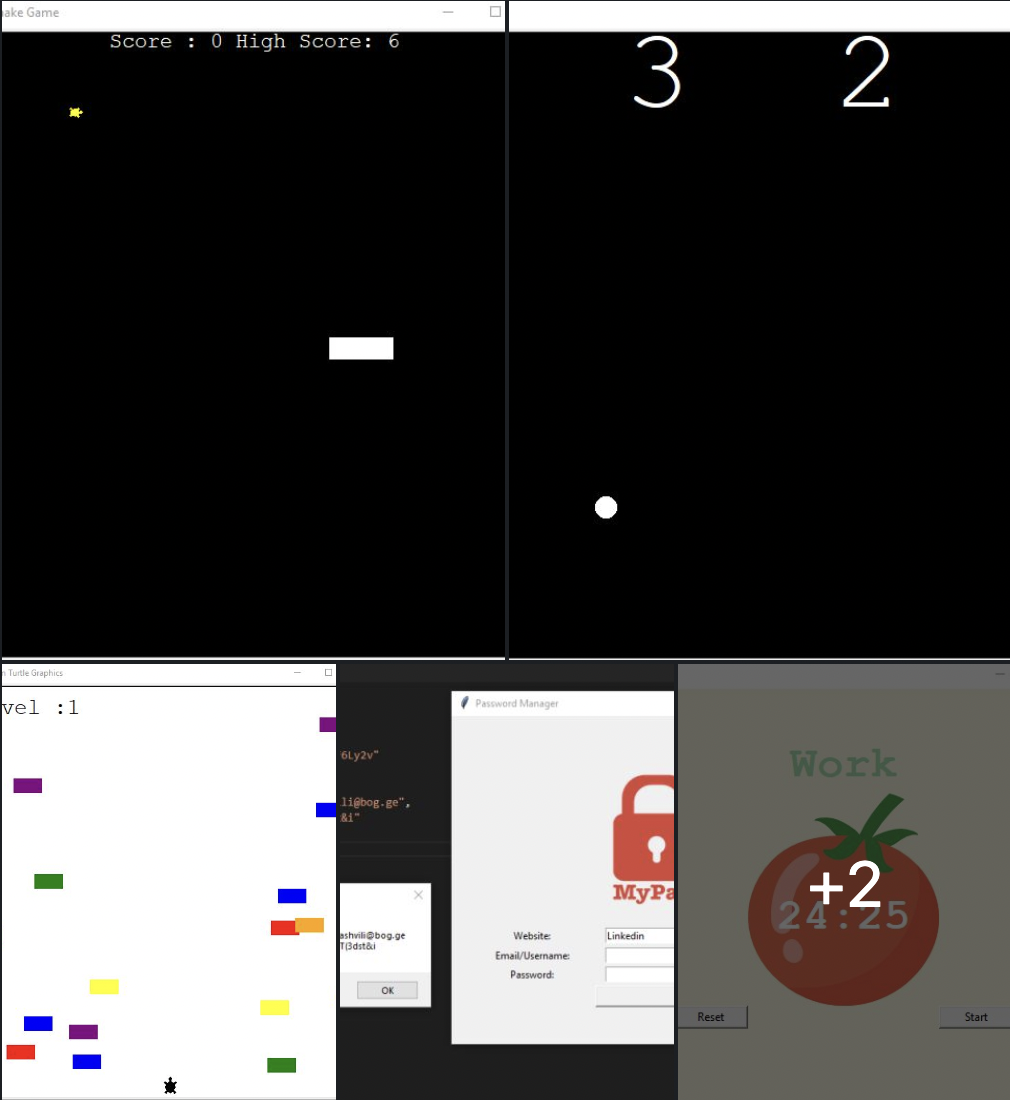 ake Game
Score : 0 High Score: 6
3 2
n Turtle Graphics
vel :1
6Ly2v"
li@bog.ge",
&i"
ashvili@bog.ge
T(3dst&i
OK
Password Manager
MyPa
Website:
Linkedin
Email/Username:
Password:
Work
+2
24:25
Reset
Start